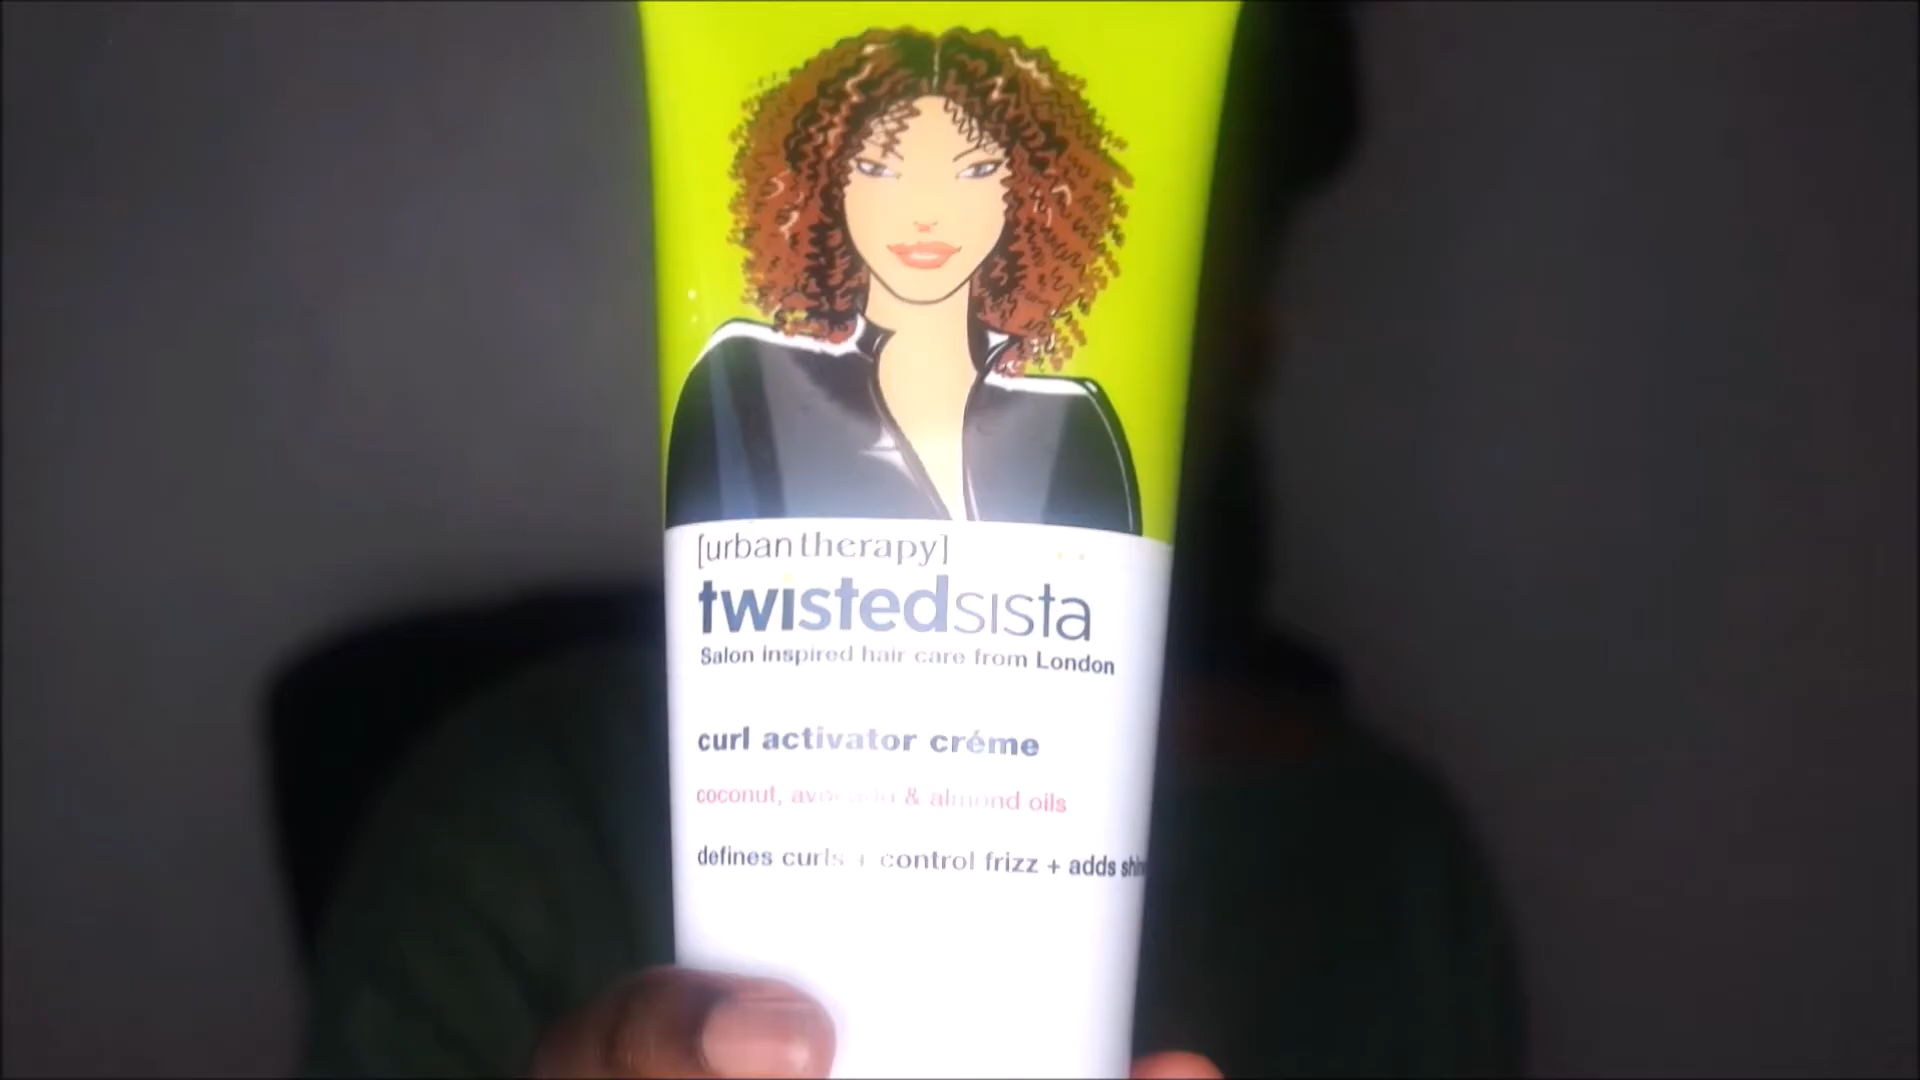 [urban therapy]
twistedsista
Salon inspired hair care from London
curl activator créme
coconut, avocado & almond oils
defines curls + control frizz + adds